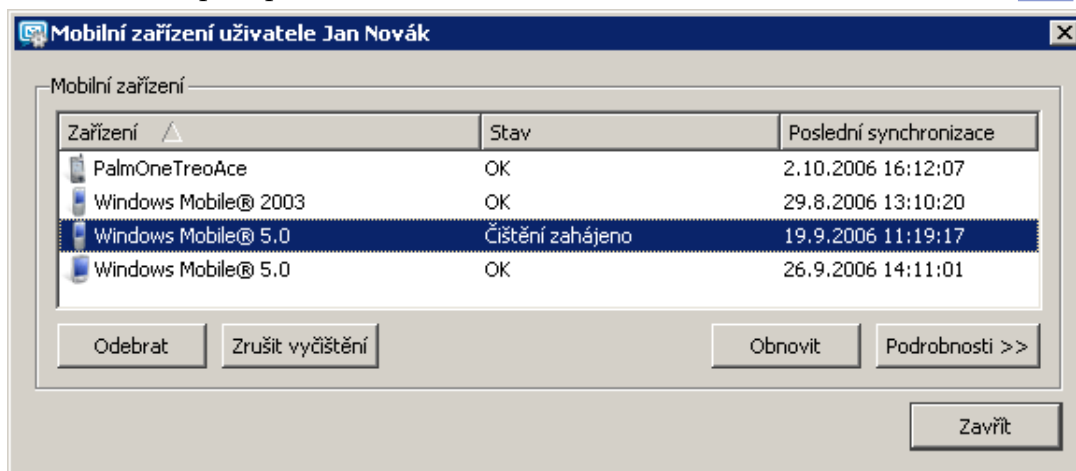 Mobilní zařízení uživatele Jan Novák
Mobilní zařízení
Zařízení Stav Poslední synchronizace
PalmOneTreoAce OK 2.10.2006 16:12:07
Windows Mobile® 2003 OK 29.8.2006 13:10:20
Windows Mobile® 5.0 Čištění zahájeno 19.9.2006 11:19:17
Windows Mobile® 5.0 OK 26.9.2006 14:11:01
Odebrat Zrušit vyčištění Obnovit Podrobnosti >>
Zavřít